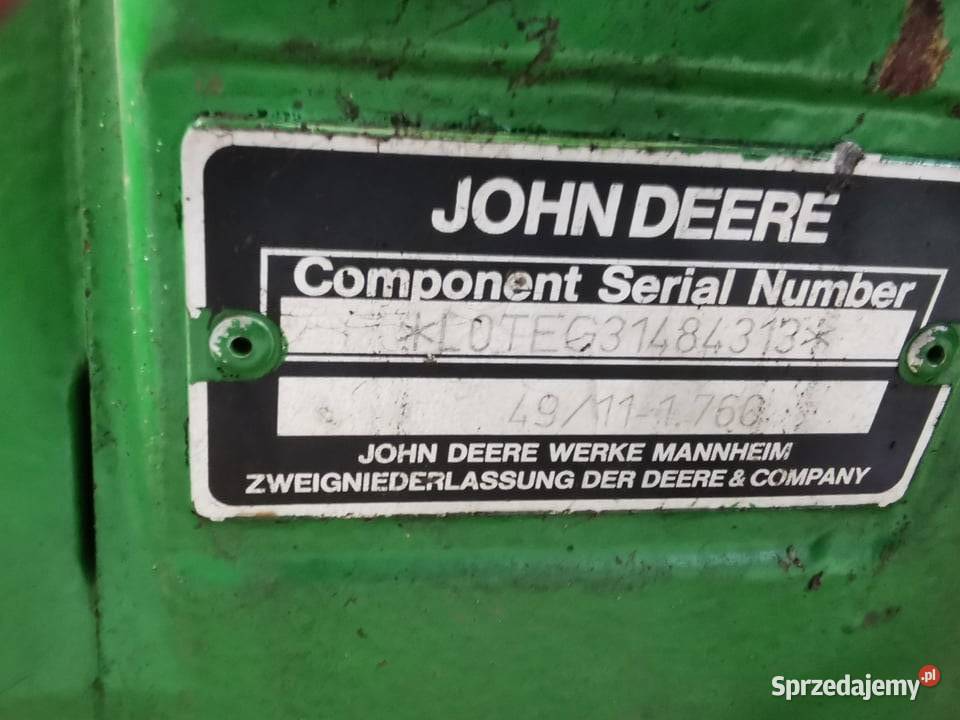 JOHN DEERE
Component Serial Number
*L0TEG31484313*
49/11-1.760
JOHN DEERE WERKE MANNHEIM
ZWEIGNIEDERLASSUNG DER DEERE & COMPANY
Sprzedajemy.pl